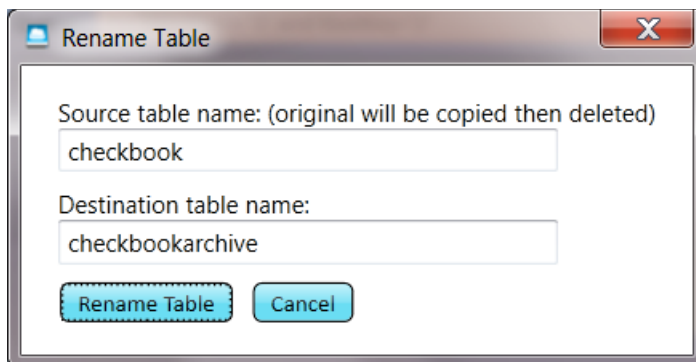 Rename Table
Source table name: (original will be copied then deleted)
checkbook
Destination table name:
checkbookarchive
Rename Table Cancel